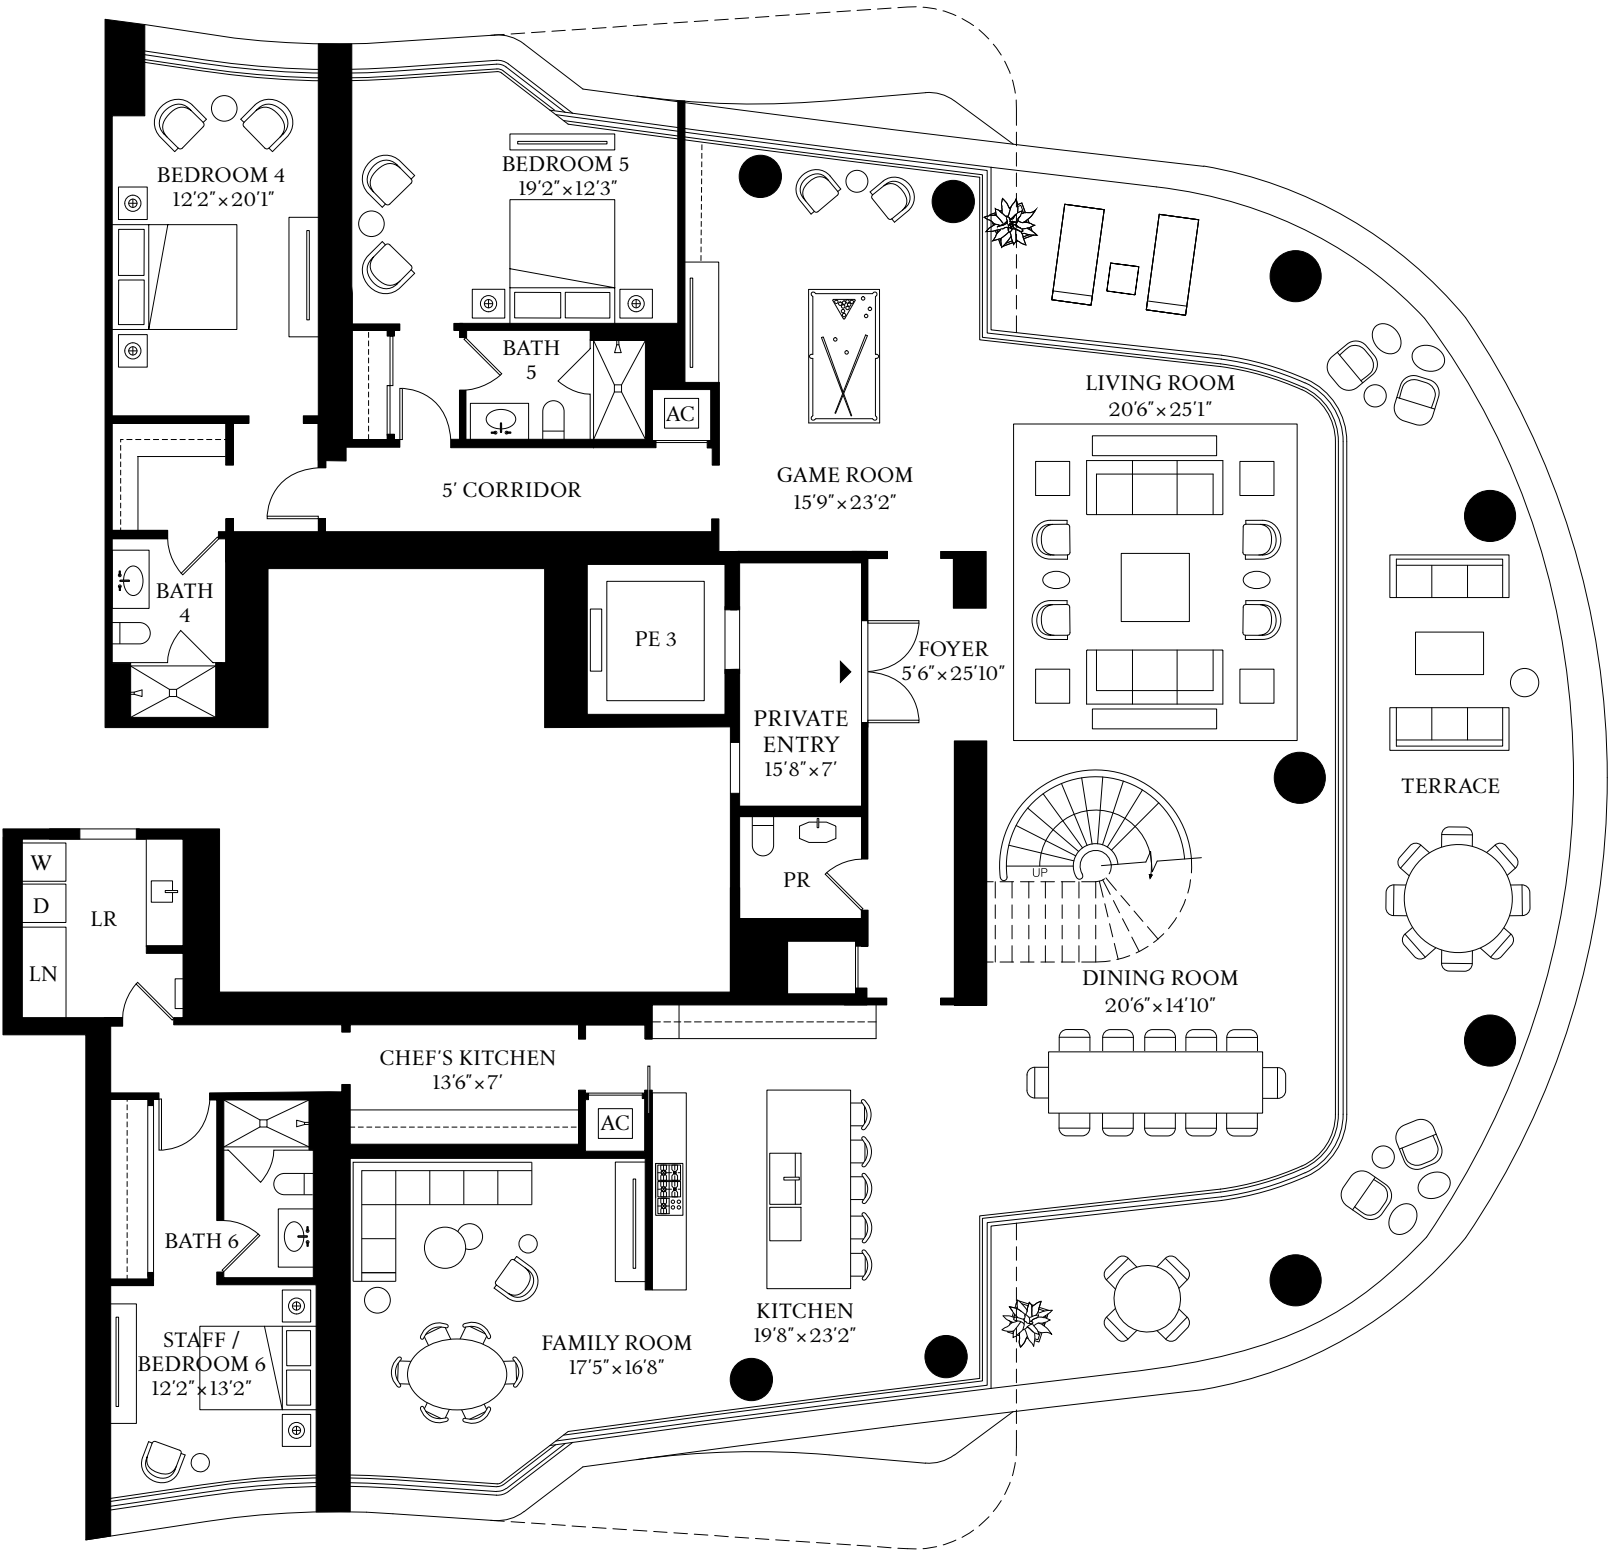 BEDROOM 4
12'2"×20'1"
BEDROOM 5
19'2"×12'3"
BATH
5
AC
LIVING ROOM
20'6"×25'1"
GAME ROOM
15'9"×23'2"
5' CORRIDOR
BATH
4
PE 3
FOYER
5'6"×25'10"
PRIVATE
ENTRY
15'8"×7'
TERRACE
W
D
LR
LN
PR
UP
DINING ROOM
20'6"×14'10"
CHEF'S KITCHEN
13'6"×7'
AC
BATH 6
KITCHEN
19'8"×23'2"
FAMILY ROOM
17'5"×16'8"
STAFF /
BEDROOM 6
12'2"×13'2"